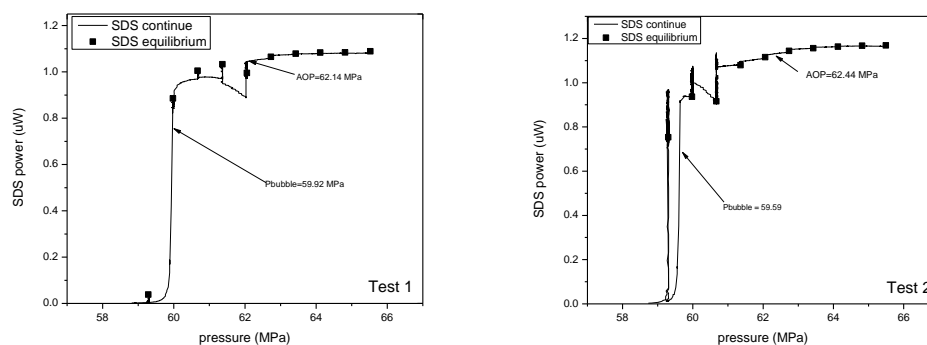 SDS continue
SDS equilibrium
1.2
1.0
0.8
0.6
0.4
0.2
0.0
SDS power (uW)
AOP=62.14 MPa
Pbubble=59.92 MPa
Test 1
58
60
62
64
66
pressure (MPa)
SDS continue
SDS equilibrium
1.2
1.0
0.8
0.6
0.4
0.2
0.0
SDS power (uW)
AOP=62.44 MPa
Pbubble = 59.59
Test 2
58
60
62
64
66
pressure (MPa)